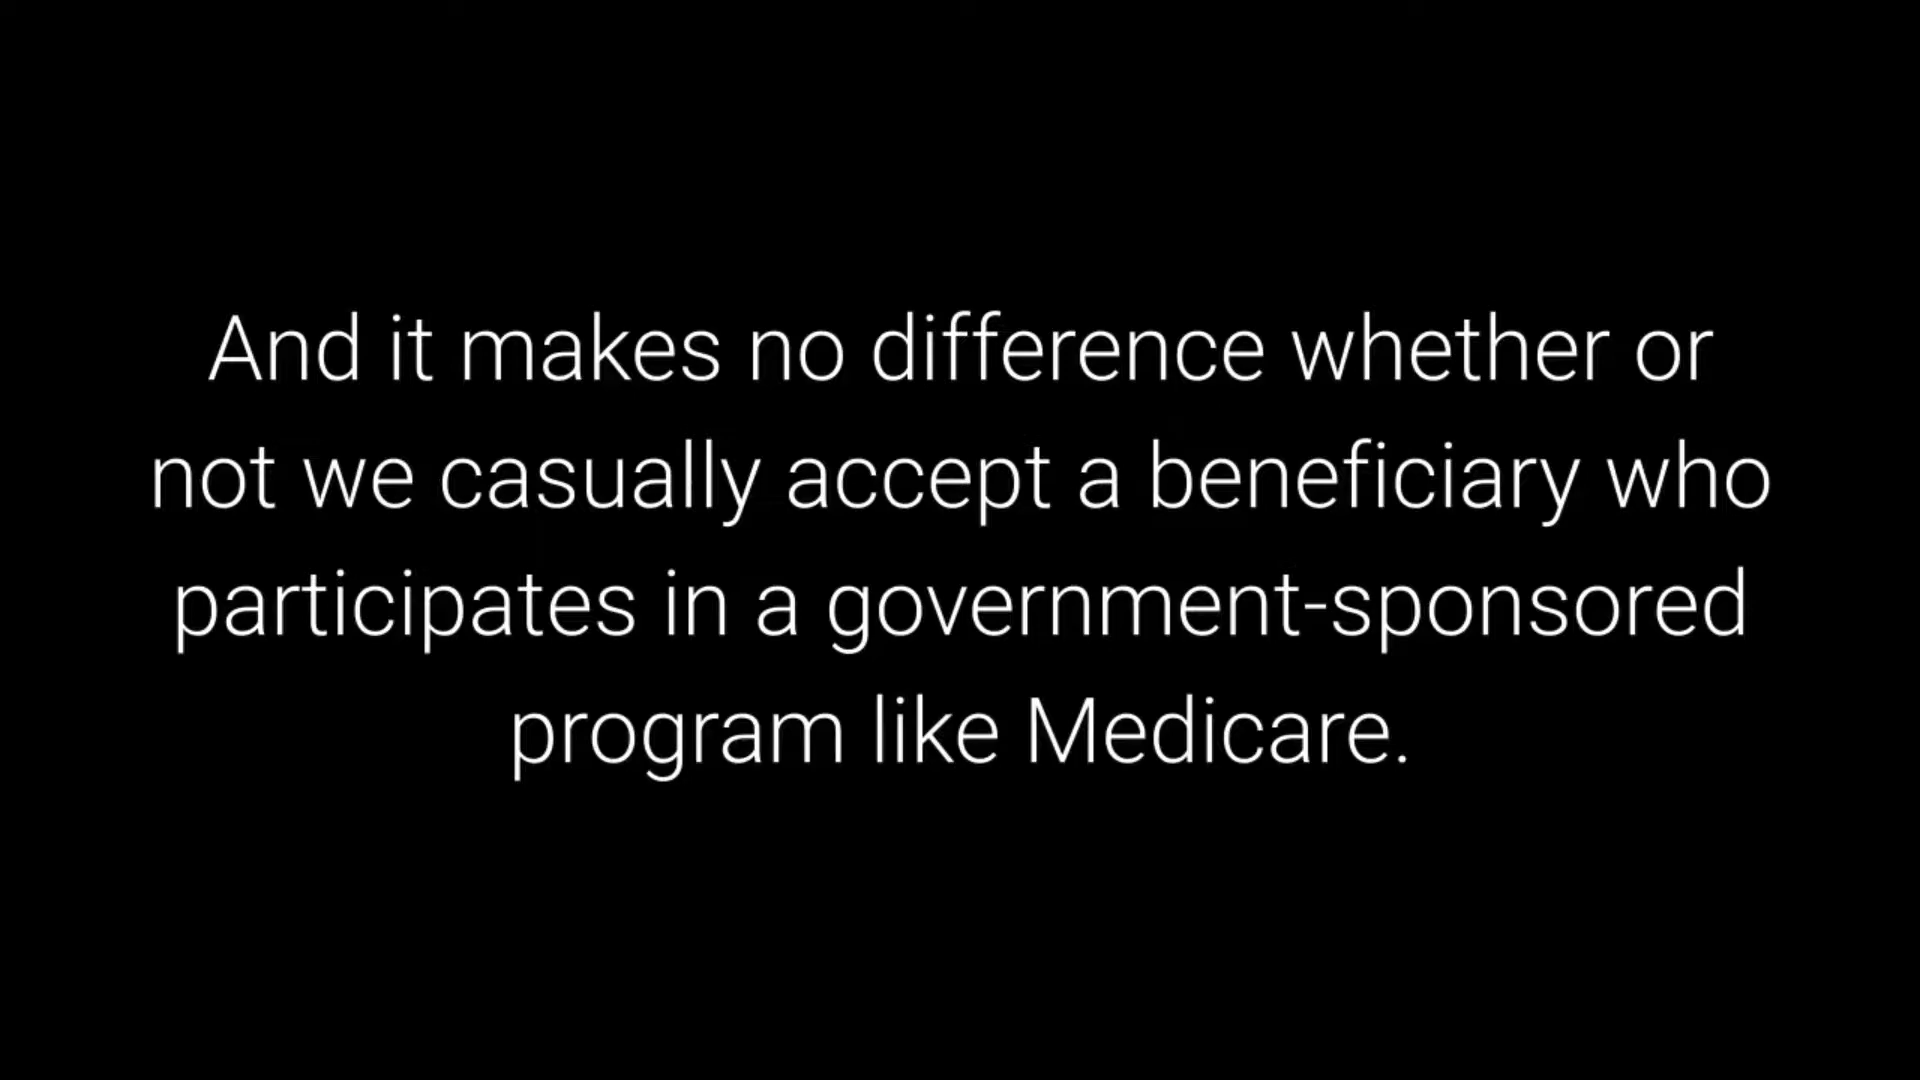 And it makes no difference whether or
not we casually accept a beneficiary who
participates in a government-sponsored
program like Medicare.